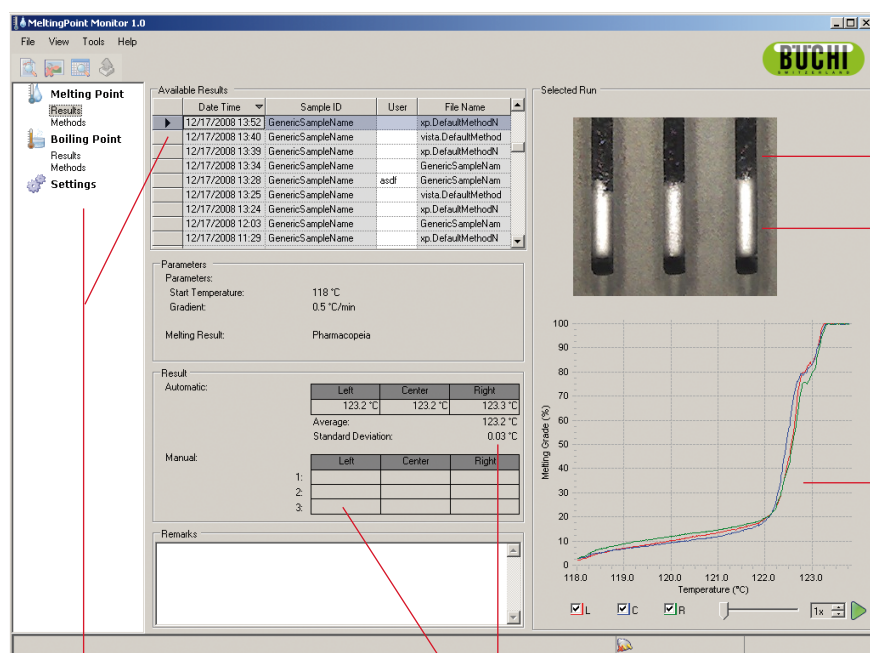 MeltingPoint Monitor 1.0
File View Tools Help
BÜCHI
SWITZERLAND
Melting Point
Results
Methods
Boiling Point
Results
Methods
Settings
Available Results
Date Time Sample ID User File Name
12/17/2008 13:52 GenericSampleName xp.DefaultMethodN
12/17/2008 13:40 GenericSampleName vista.DefaultMethod
12/17/2008 13:39 GenericSampleName xp.DefaultMethodN
12/17/2008 13:34 GenericSampleName GenericSampleNam
12/17/2008 13:28 GenericSampleName asdf GenericSampleNam
12/17/2008 13:25 GenericSampleName vista.DefaultMethod
12/17/2008 13:24 GenericSampleName xp.DefaultMethodN
12/17/2008 12:03 GenericSampleName GenericSampleNam
12/17/2008 11:29 GenericSampleName xp.DefaultMethodN
Parameters
Parameters:
Start Temperature: 118 °C
Gradient: 0.5 °C/min
Melting Result: Pharmacopeia
Result
Automatic:
Left Center Right
123.2 °C 123.2 °C 123.3 °C
Average: 123.2 °C
Standard Deviation: 0.03 °C
Manual:
Left Center Right
1:
2:
3:
Remarks
Selected Run
Melting Grade (%)
100
90
80
70
60
50
40
30
20
10
0
118.0 119.0 120.0 121.0 122.0 123.0
Temperature (°C)
L C R 1x